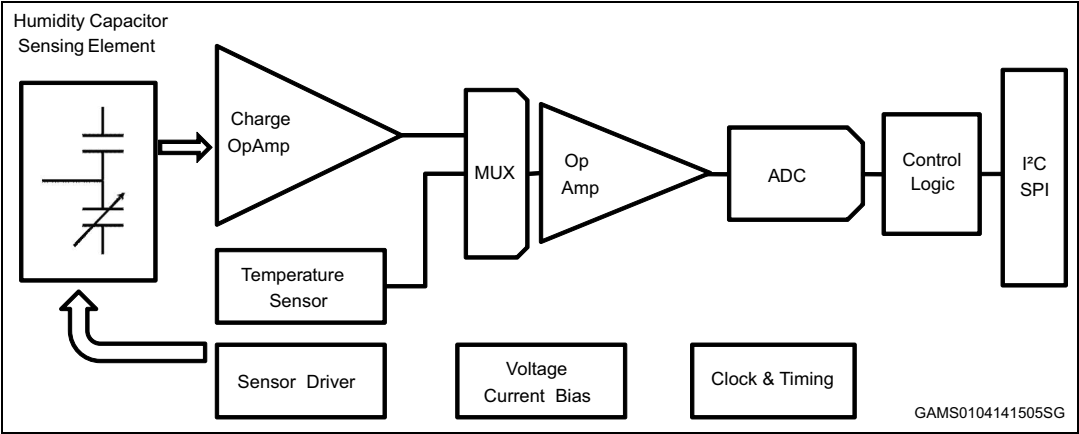 Humidity Capacitor
Sensing Element
Charge
OpAmp
MUX
Op
Amp
ADC
Control
Logic
I²C
SPI
Temperature
Sensor
Sensor Driver
Voltage
Current Bias
Clock & Timing
GAMS0104141505SG